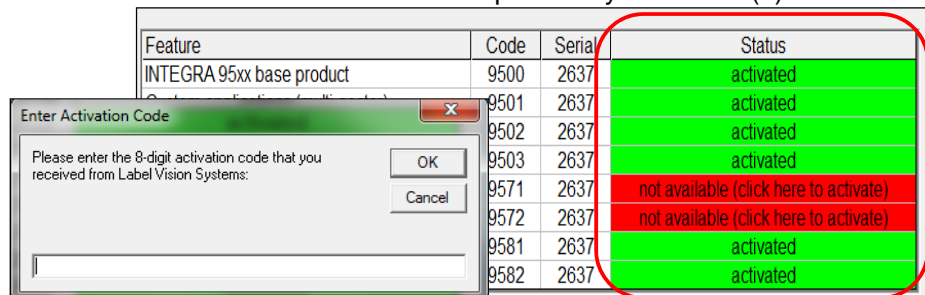 Feature Code Serial Status
INTEGRA 95xx base product 9500 2637 activated
9501 2637 activated
9502 2637 activated
9503 2637 activated
9571 2637 not available (click here to activate)
9572 2637 not available (click here to activate)
9581 2637 activated
9582 2637 activated
Enter Activation Code
Please enter the 8-digit activation code that you
received from Label Vision Systems:
OK
Cancel